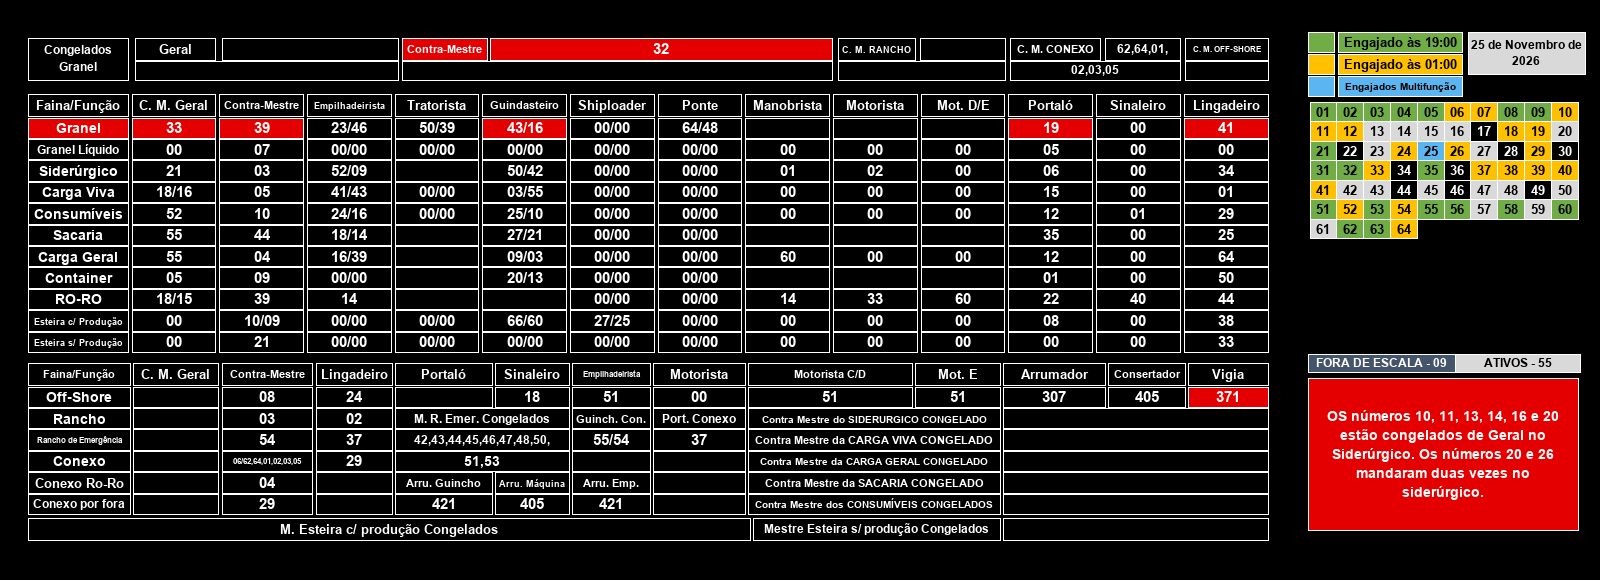 Congelados Granel
Geral
Contra-Mestre 32
C. M. RANCHO
C. M. CONEXO 62,64,01,
02,03,05
C. M. OFF-SHORE
Faina/Função C. M. Geral Contra-Mestre Empilhadeirista Tratorista Guindasteiro Shiploader Ponte Manobrista Motorista Mot. D/E Portaló Sinaleiro Lingadeiro
Granel 33 39 23/46 50/39 43/16 00/00 64/48 19 00 41
Granel Líquido 00 07 00/00 00/00 00/00 00/00 00/00 00 00 00 05 00 00
Siderúrgico 21 03 52/09 50/42 00/00 00/00 01 02 00 06 00 34
Carga Viva 18/16 05 41/43 00/00 03/55 00/00 00/00 00 00 00 15 00 01
Consumíveis 52 10 24/16 00/00 25/10 00/00 00/00 00 00 00 12 01 29
Sacaria 55 44 18/14 27/21 00/00 00/00 35 00 25
Carga Geral 55 04 16/39 09/03 00/00 00/00 60 00 00 12 00 64
Container 05 09 00/00 20/13 00/00 00/00 01 00 50
RO-RO 18/15 39 14 00/00 00/00 14 33 60 22 40 44
Esteira c/ Produção 00 10/09 00/00 00/00 66/60 27/25 00/00 00 00 00 08 00 38
Esteira s/ Produção 00 21 00/00 00/00 00/00 00/00 00/00 00 00 00 00 00 33
Faina/Função C. M. Geral Contra-Mestre Lingadeiro Portaló Sinaleiro Empilhadeirista Motorista Motorista C/D Mot. E Arrumador Consertador Vigia
Off-Shore 08 24 18 51 00 51 51 307 405 371
Rancho 03 02 M. R. Emer. Congelados Guinch. Con. Port. Conexo Contra Mestre do SIDERURGICO CONGELADO
Rancho de Emergência 54 37 42,43,44,45,46,47,48,50, 55/54 37 Contra Mestre da CARGA VIVA CONGELADO
Conexo 06/62,64,01,02,03,05 29 51,53 Contra Mestre da CARGA GERAL CONGELADO
Conexo Ro-Ro 04 Arru. Guincho Arru. Máquina Arru. Emp. Contra Mestre da SACARIA CONGELADO
Conexo por fora 29 421 405 421 Contra Mestre dos CONSUMÍVEIS CONGELADOS
M. Esteira c/ produção Congelados Mestre Esteira s/ produção Congelados
Engajado às 19:00
Engajado às 01:00
Engajados Multifunção
25 de Novembro de
2026
01 02 03 04 05 06 07 08 09 10
11 12 13 14 15 16 17 18 19 20
21 22 23 24 25 26 27 28 29 30
31 32 33 34 35 36 37 38 39 40
41 42 43 44 45 46 47 48 49 50
51 52 53 54 55 56 57 58 59 60
61 62 63 64
FORA DE ESCALA - 09 ATIVOS - 55
OS números 10, 11, 13, 14, 16 e 20
estão congelados de Geral no
Siderúrgico. Os números 20 e 26
mandaram duas vezes no
siderúrgico.